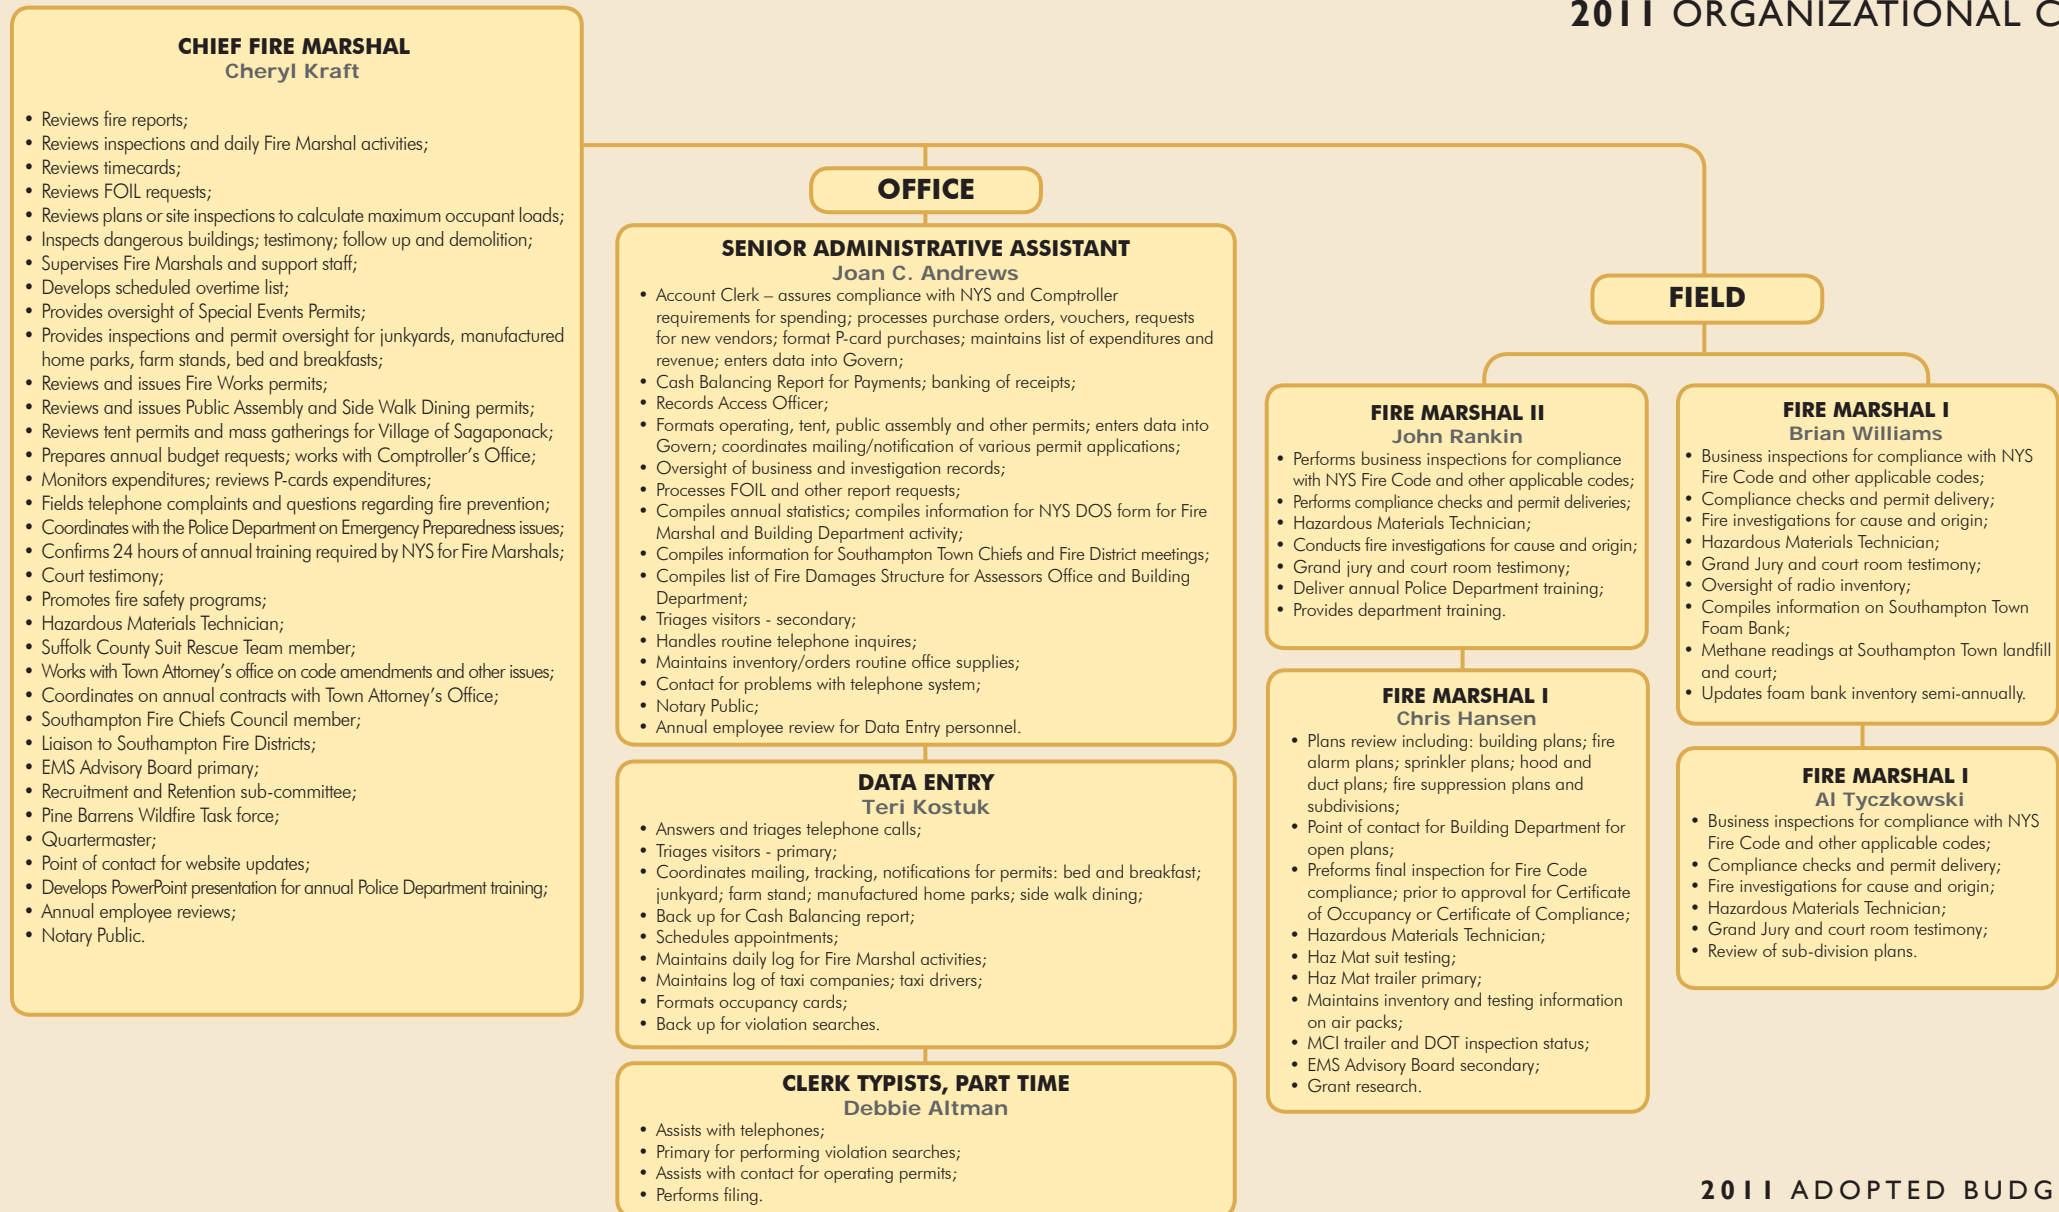 2011 ORGANIZATIONAL C
CHIEF FIRE MARSHAL
Cheryl Kraft
• Reviews fire reports;
• Reviews inspections and daily Fire Marshal activities;
• Reviews timecards;
• Reviews FOIL requests;
• Reviews plans or site inspections to calculate maximum occupant loads;
• Inspects dangerous buildings; testimony; follow up and demolition;
• Supervises Fire Marshals and support staff;
• Develops scheduled overtime list;
• Provides oversight of Special Events Permits;
• Provides inspections and permit oversight for junkyards, manufactured
home parks, farm stands, bed and breakfasts;
• Reviews and issues Fire Works permits;
• Reviews and issues Public Assembly and Side Walk Dining permits;
• Reviews tent permits and mass gatherings for Village of Sagaponack;
• Prepares annual budget requests; works with Comptroller's Office;
• Monitors expenditures; reviews P-cards expenditures;
• Fields telephone complaints and questions regarding fire prevention;
• Coordinates with the Police Department on Emergency Preparedness issues;
• Confirms 24 hours of annual training required by NYS for Fire Marshals;
• Court testimony;
• Promotes fire safety programs;
• Hazardous Materials Technician;
• Suffolk County Suit Rescue Team member;
• Works with Town Attorney's office on code amendments and other issues;
• Coordinates on annual contracts with Town Attorney's Office;
• Southampton Fire Chiefs Council member;
• Liaison to Southampton Fire Districts;
• EMS Advisory Board primary;
• Recruitment and Retention sub-committee;
• Pine Barrens Wildfire Task force;
• Quartermaster;
• Point of contact for website updates;
• Develops PowerPoint presentation for annual Police Department training;
• Annual employee reviews;
• Notary Public.
OFFICE
SENIOR ADMINISTRATIVE ASSISTANT
Joan C. Andrews
• Account Clerk – assures compliance with NYS and Comptroller
requirements for spending; processes purchase orders, vouchers, requests
for new vendors; format P-card purchases; maintains list of expenditures and
revenue; enters data into Govern;
• Cash Balancing Report for Payments; banking of receipts;
• Records Access Officer;
• Formats operating, tent, public assembly and other permits; enters data into
Govern; coordinates mailing/notification of various permit applications;
• Oversight of business and investigation records;
• Processes FOIL and other report requests;
• Compiles annual statistics; compiles information for NYS DOS form for Fire
Marshal and Building Department activity;
• Compiles information for Southampton Town Chiefs and Fire District meetings;
• Compiles list of Fire Damages Structure for Assessors Office and Building
Department;
• Triages visitors - secondary;
• Handles routine telephone inquires;
• Maintains inventory/orders routine office supplies;
• Contact for problems with telephone system;
• Notary Public;
• Annual employee review for Data Entry personnel.
DATA ENTRY
Teri Kostuk
• Answers and triages telephone calls;
• Triages visitors - primary;
• Coordinates mailing, tracking, notifications for permits: bed and breakfast;
junkyard; farm stand; manufactured home parks; side walk dining;
• Back up for Cash Balancing report;
• Schedules appointments;
• Maintains daily log for Fire Marshal activities;
• Maintains log of taxi companies; taxi drivers;
• Formats occupancy cards;
• Back up for violation searches.
CLERK TYPISTS, PART TIME
Debbie Altman
• Assists with telephones;
• Primary for performing violation searches;
• Assists with contact for operating permits;
• Performs filing.
FIELD
FIRE MARSHAL II
John Rankin
• Performs business inspections for compliance
with NYS Fire Code and other applicable codes;
• Performs compliance checks and permit deliveries;
• Hazardous Materials Technician;
• Conducts fire investigations for cause and origin;
• Grand jury and court room testimony;
• Deliver annual Police Department training;
• Provides department training.
FIRE MARSHAL I
Chris Hansen
• Plans review including: building plans; fire
alarm plans; sprinkler plans; hood and
duct plans; fire suppression plans and
subdivisions;
• Point of contact for Building Department for
open plans;
• Preforms final inspection for Fire Code
compliance; prior to approval for Certificate
of Occupancy or Certificate of Compliance;
• Hazardous Materials Technician;
• Haz Mat suit testing;
• Haz Mat trailer primary;
• Maintains inventory and testing information
on air packs;
• MCI trailer and DOT inspection status;
• EMS Advisory Board secondary;
• Grant research.
FIRE MARSHAL I
Brian Williams
• Business inspections for compliance with NYS
Fire Code and other applicable codes;
• Compliance checks and permit delivery;
• Fire investigations for cause and origin;
• Hazardous Materials Technician;
• Grand Jury and court room testimony;
• Oversight of radio inventory;
• Compiles information on Southampton Town
Foam Bank;
• Methane readings at Southampton Town landfill
and court;
• Updates foam bank inventory semi-annually.
FIRE MARSHAL I
Al Tyczkowski
• Business inspections for compliance with NYS
Fire Code and other applicable codes;
• Compliance checks and permit delivery;
• Fire investigations for cause and origin;
• Hazardous Materials Technician;
• Grand Jury and court room testimony;
• Review of sub-division plans.
2011 ADOPTED BUDG